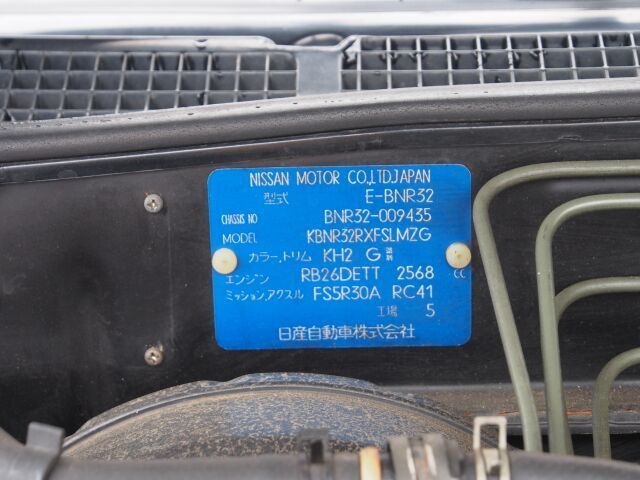 NISSAN MOTOR CO.,LTD.JAPAN
型式 E-BNR32
CHASSIS NO BNR32-009435
MODEL KBNR32RXFSLMZG
カラー,トリム KH2 G
エンジン RB26DETT 2568 CC
ミッション,アクスル FS5R30A RC41
工場 5
日産自動車株式会社